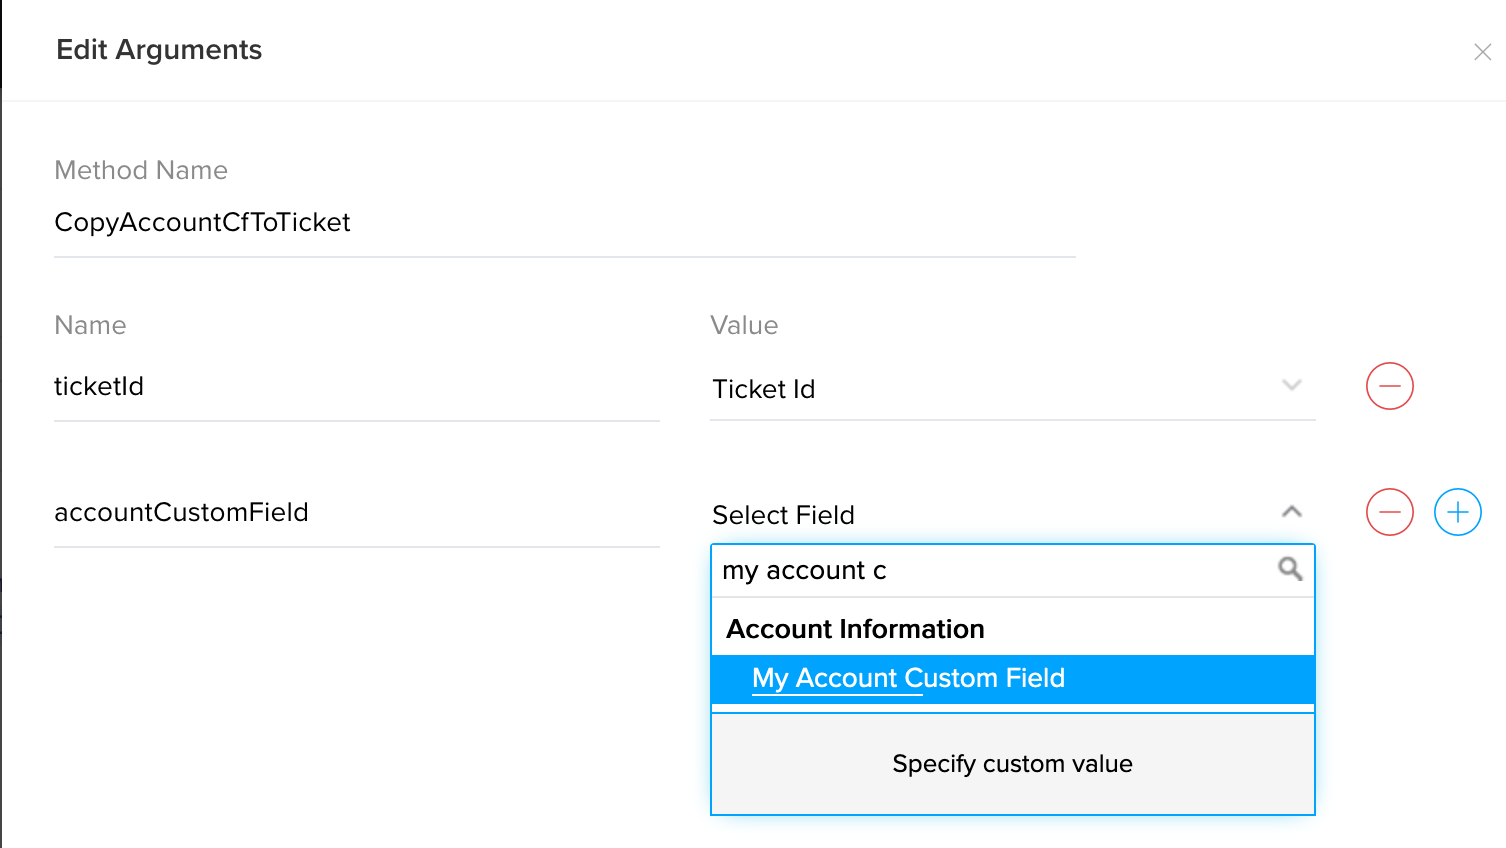 Edit Arguments
Method Name
CopyAccountCfToTicket
Name
Value
ticketId
Ticket Id
accountCustomField
Select Field
my account c
Account Information
My Account Custom Field
Specify custom value